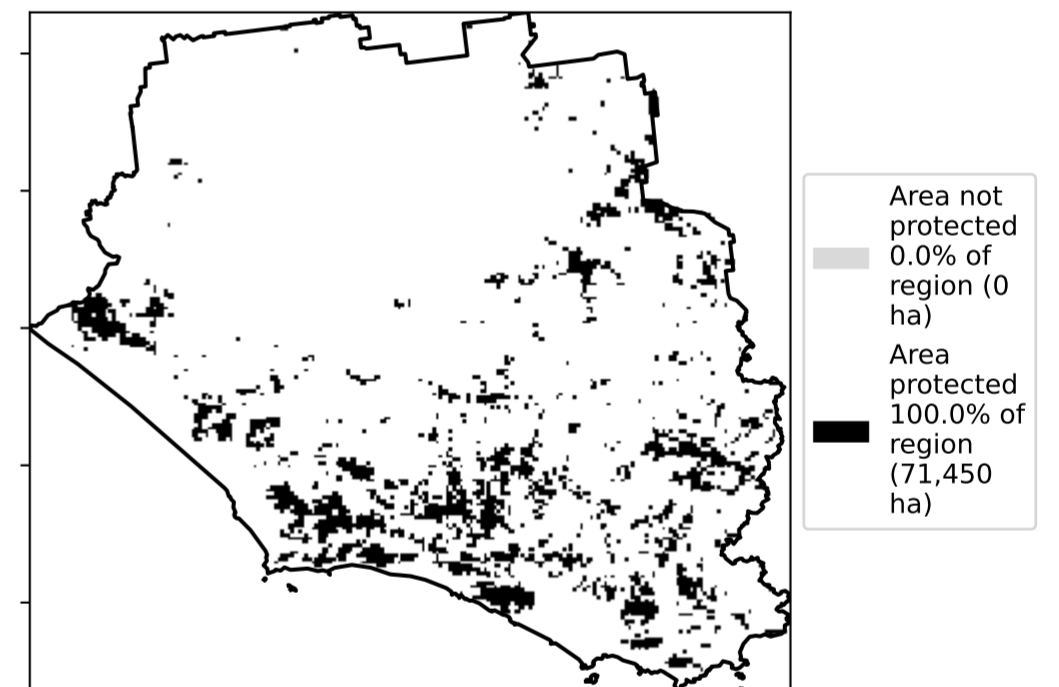 Area not
protected
0.0% of
region (0
ha)
Area
protected
100.0% of
region
(71,450
ha)